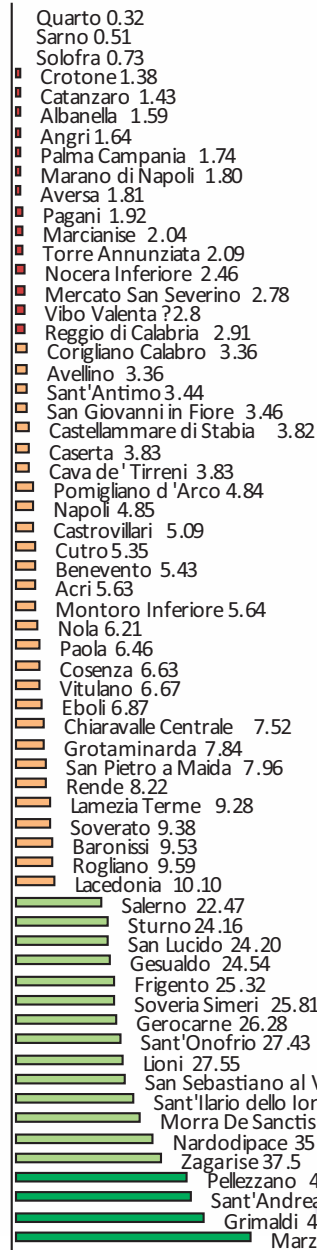 Quarto 0.32
Sarno 0.51
Solofra 0.73
Crotone 1.38
Catanzaro 1.43
Albanella 1.59
Angri 1.64
Palma Campania 1.74
Marano di Napoli 1.80
Aversa 1.81
Pagani 1.92
Marcianise 2.04
Torre Annunziata 2.09
Nocera Inferiore 2.46
Mercato San Severino 2.78
Vibo Valenta ?2.8
Reggio di Calabria 2.91
Corigliano Calabro 3.36
Avellino 3.36
Sant'Antimo 3.44
San Giovanni in Fiore 3.46
Castellammare di Stabia 3.82
Caserta 3.83
Cava de' Tirreni 3.83
Pomigliano d 'Arco 4.84
Napoli 4.85
Castrovillari 5.09
Cutro 5.35
Benevento 5.43
Acri 5.63
Montoro Inferiore 5.64
Nola 6.21
Paola 6.46
Cosenza 6.63
Vitulano 6.67
Eboli 6.87
Chiaravalle Centrale 7.52
Grotaminarda 7.84
San Pietro a Maida 7.96
Rende 8.22
Lamezia Terme 9.28
Soverato 9.38
Baronissi 9.53
Rogliano 9.59
Lacedonia 10.10
Salerno 22.47
Sturno 24.16
San Lucido 24.20
Gesualdo 24.54
Frigento 25.32
Soveria Simeri 25.81
Gerocarne 26.28
Sant'Onofrio 27.43
Lioni 27.55
San Sebastiano al V
Sant'Ilario dello Ion
Morra De Sanctis
Nardodipace 35
Zagarise 37.5
Pellezzano 4
Sant'Andrea
Grimaldi 4
Marz